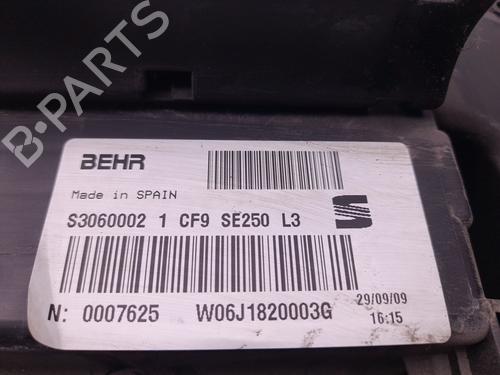 B-PARTS
BEHR
Made in SPAIN
S3060002 1 CF9 SE250 L3
N: 0007625 W06J1820003G
29/09/09
16:15